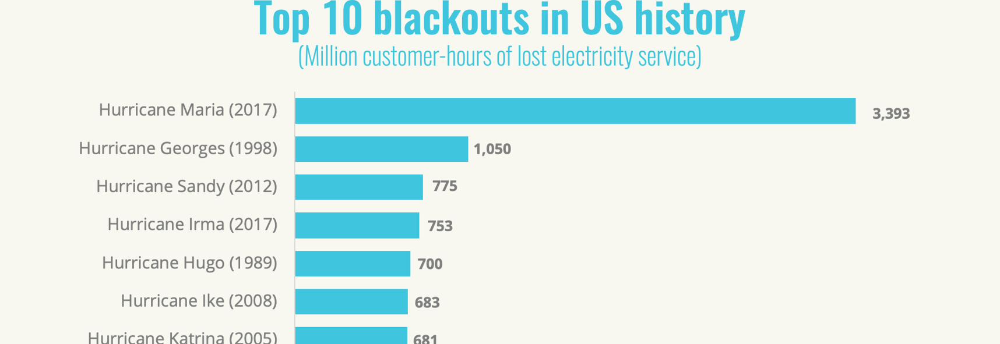 Top 10 blackouts in US history
(Million customer-hours of lost electricity service)
Hurricane Maria (2017) 3,393
Hurricane Georges (1998) 1,050
Hurricane Sandy (2012) 775
Hurricane Irma (2017) 753
Hurricane Hugo (1989) 700
Hurricane Ike (2008) 683
Hurricane Katrina (2005) 681